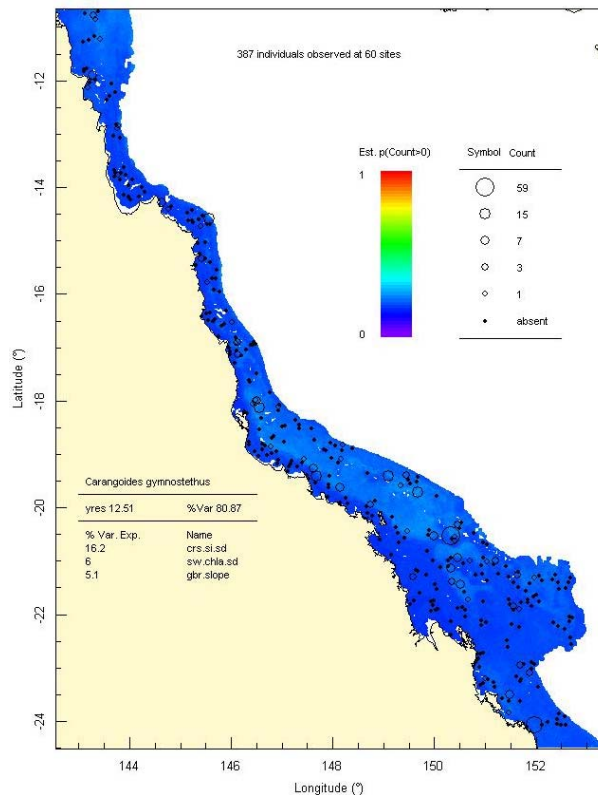 387 individuals observed at 60 sites
-12
-14
-16
-18
-20
-22
-24
Latitude (°)
Est. p(Count>0)
1
0
Symbol Count
59
15
7
3
1
absent
Carangoides gymnostethus
yres 12.51 %Var 80.87
% Var. Exp. Name
16.2 crs.si.sd
6 sw.chla.sd
5.1 gbr.slope
144 146 148 150 152
Longitude (°)